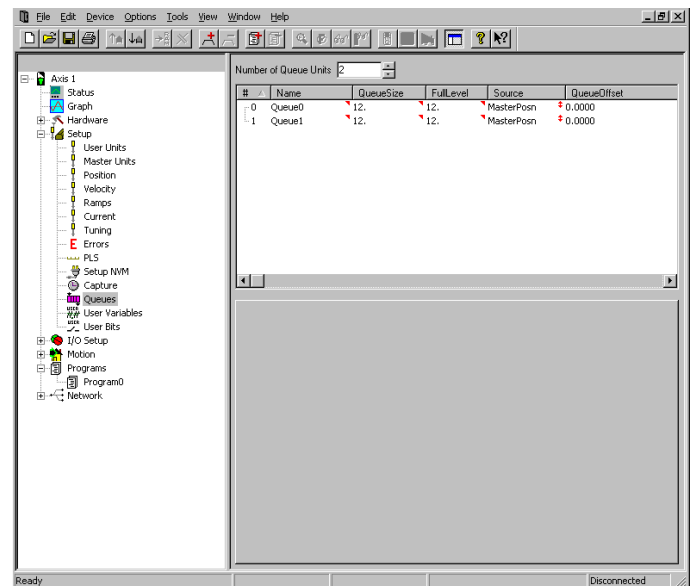 File Edit Device Options Tools View Window Help
Number of Queue Units 2
# Name QueueSize FullLevel Source QueueOffset
0 Queue0 12. 12. MasterPosn 0.0000
1 Queue1 12. 12. MasterPosn 0.0000
Axis 1
Status
Graph
Hardware
Setup
User Units
Master Units
Position
Velocity
Ramps
Current
Tuning
E Errors
PLS
Setup NVM
Capture
Queues
USER User Variables
USER User Bits
I/O Setup
Motion
Programs
Program0
Network
Ready Disconnected